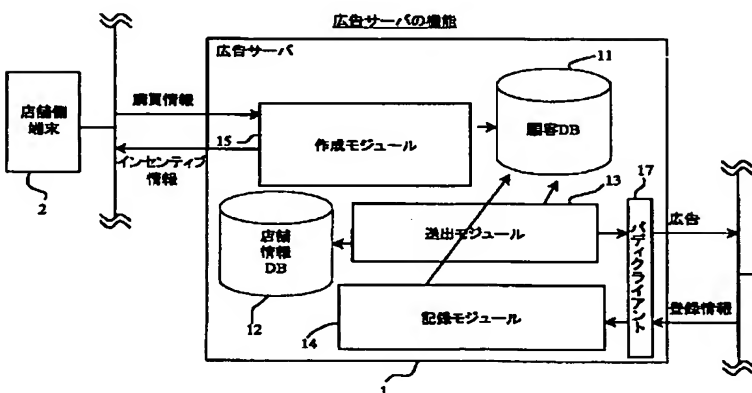 広告サーバの機能
広告サーバ
11
店舗側
端末
2
購買情報
インセンティブ
情報
15
作成モジュール
顧客DB
13
17
店舗
情報
DB
12
送出モジュール
バディクライアント
広告
登録情報
記録モジュール
14
1